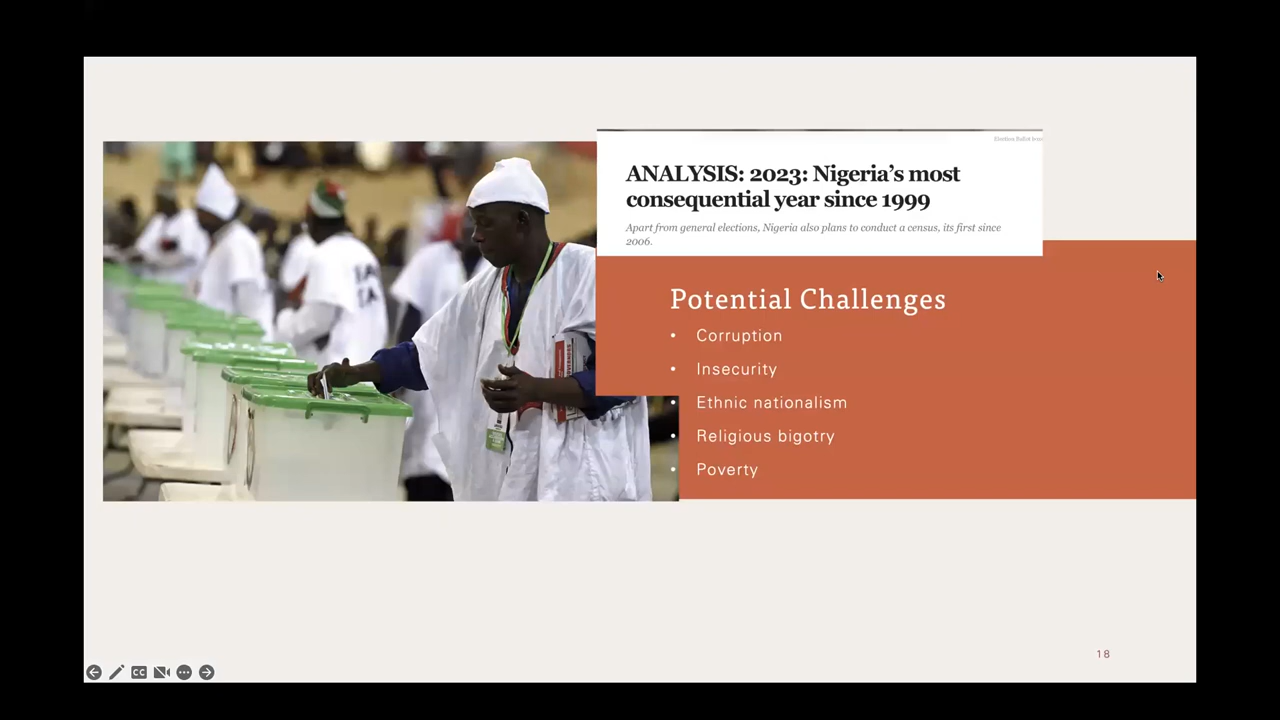 ANALYSIS: 2023: Nigeria's most
consequential year since 1999
Apart from general elections, Nigeria also plans to conduct a census, its first since
2006.
Potential Challenges
• Corruption
• Insecurity
• Ethnic nationalism
• Religious bigotry
• Poverty
18
CC